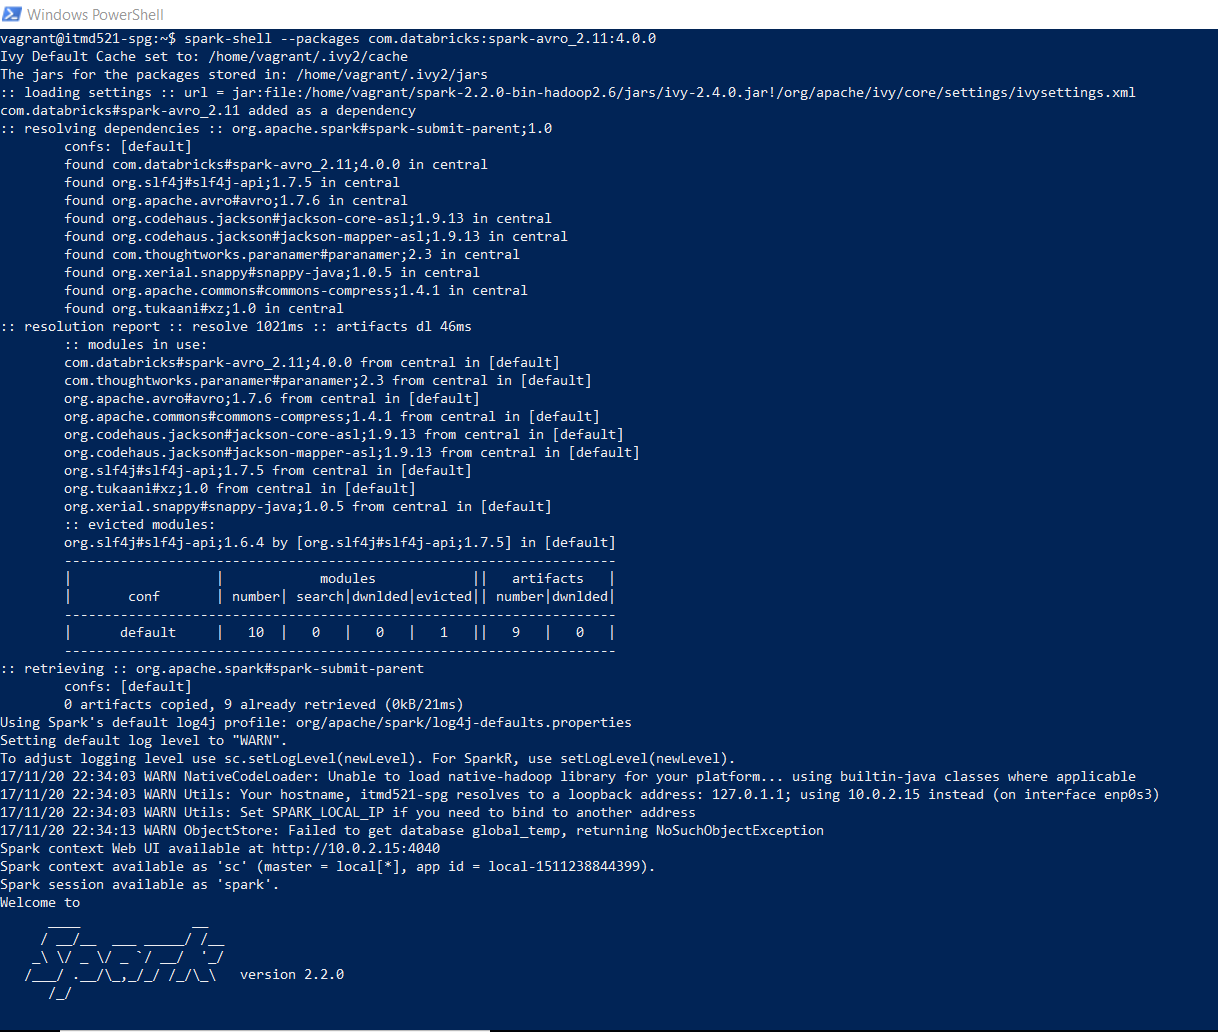 Windows PowerShell
vagrant@itmd521-spg:~$ spark-shell --packages com.databricks:spark-avro_2.11:4.0.0
Ivy Default Cache set to: /home/vagrant/.ivy2/cache
The jars for the packages stored in: /home/vagrant/.ivy2/jars
:: loading settings :: url = jar:file:/home/vagrant/spark-2.2.0-bin-hadoop2.6/jars/ivy-2.4.0.jar!/org/apache/ivy/core/settings/ivysettings.xml
com.databricks#spark-avro_2.11 added as a dependency
:: resolving dependencies :: org.apache.spark#spark-submit-parent;1.0
        confs: [default]
        found com.databricks#spark-avro_2.11;4.0.0 in central
        found org.slf4j#slf4j-api;1.7.5 in central
        found org.apache.avro#avro;1.7.6 in central
        found org.codehaus.jackson#jackson-core-asl;1.9.13 in central
        found org.codehaus.jackson#jackson-mapper-asl;1.9.13 in central
        found com.thoughtworks.paranamer#paranamer;2.3 in central
        found org.xerial.snappy#snappy-java;1.0.5 in central
        found org.apache.commons#commons-compress;1.4.1 in central
        found org.tukaani#xz;1.0 in central
:: resolution report :: resolve 1021ms :: artifacts dl 46ms
        :: modules in use:
        com.databricks#spark-avro_2.11;4.0.0 from central in [default]
        com.thoughtworks.paranamer#paranamer;2.3 from central in [default]
        org.apache.avro#avro;1.7.6 from central in [default]
        org.apache.commons#commons-compress;1.4.1 from central in [default]
        org.codehaus.jackson#jackson-core-asl;1.9.13 from central in [default]
        org.codehaus.jackson#jackson-mapper-asl;1.9.13 from central in [default]
        org.slf4j#slf4j-api;1.7.5 from central in [default]
        org.tukaani#xz;1.0 from central in [default]
        org.xerial.snappy#snappy-java;1.0.5 from central in [default]
        :: evicted modules:
        org.slf4j#slf4j-api;1.6.4 by [org.slf4j#slf4j-api;1.7.5] in [default]
        ---------------------------------------------------------------------
        |                  |            modules            ||   artifacts   |
        |       conf       | number| search|dwnlded|evicted|| number|dwnlded|
        ---------------------------------------------------------------------
        |      default     |   10  |   0   |   0   |   1   ||   9   |   0   |
        ---------------------------------------------------------------------
:: retrieving :: org.apache.spark#spark-submit-parent
        confs: [default]
        0 artifacts copied, 9 already retrieved (0kB/21ms)
Using Spark's default log4j profile: org/apache/spark/log4j-defaults.properties
Setting default log level to "WARN".
To adjust logging level use sc.setLogLevel(newLevel). For SparkR, use setLogLevel(newLevel).
17/11/20 22:34:03 WARN NativeCodeLoader: Unable to load native-hadoop library for your platform... using builtin-java classes where applicable
17/11/20 22:34:03 WARN Utils: Your hostname, itmd521-spg resolves to a loopback address: 127.0.1.1; using 10.0.2.15 instead (on interface enp0s3)
17/11/20 22:34:03 WARN Utils: Set SPARK_LOCAL_IP if you need to bind to another address
17/11/20 22:34:13 WARN ObjectStore: Failed to get database global_temp, returning NoSuchObjectException
Spark context Web UI available at http://10.0.2.15:4040
Spark context available as 'sc' (master = local[*], app id = local-1511238844399).
Spark session available as 'spark'.
Welcome to
      ____              __
     / __/__  ___ _____/ /__
    _\ \/ _ \/ _ `/ __/  '_/
   /___/ .__/\_,_/_/ /_/\_\   version 2.2.0
      /_/